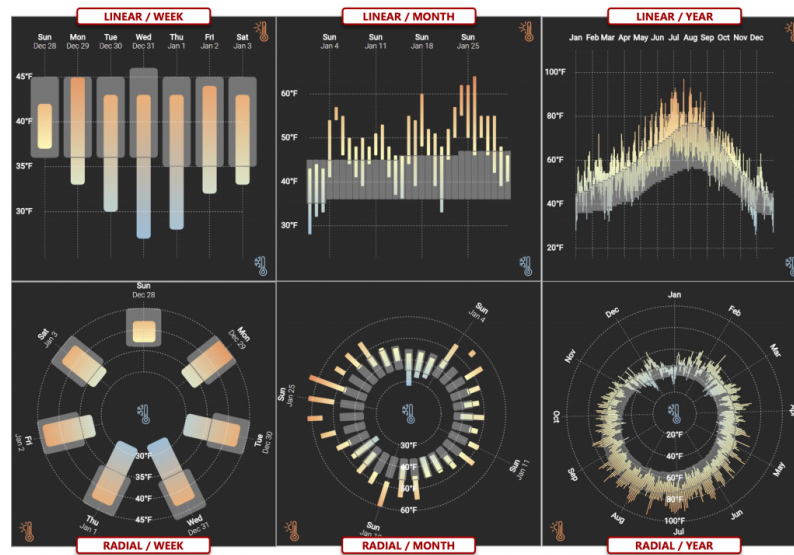 LINEAR / WEEK
LINEAR / MONTH
LINEAR / YEAR
Sun Mon Tue Wed Thu Fri Sat
Dec 28 Dec 29 Dec 30 Dec 31 Jan 1 Jan 2 Jan 3
45°F
40°F
35°F
30°F
Sun Sun Sun Sun
Jan 4 Jan 11 Jan 18 Jan 25
60°F
50°F
40°F
30°F
Jan Feb Mar Apr May Jun Jul Aug Sep Oct Nov Dec
100°F
80°F
60°F
40°F
20°F
Sun
Dec 28
Mon
Dec 29
Tue
Dec 30
Wed
Dec 31
Thu
Jan 1
Fri
Jan 2
Sat
Jan 3
30°F
35°F
40°F
45°F
Sun
Jan 4
Sun
Jan 11
Sun
Sun
Jan 25
30°F
40°F
50°F
60°F
Jan
Feb
Mar
May
Jun
Jul
Aug
Sep
Oct
Nov
Dec
20°F
40°F
60°F
80°F
100°F
RADIAL / WEEK
RADIAL / MONTH
RADIAL / YEAR